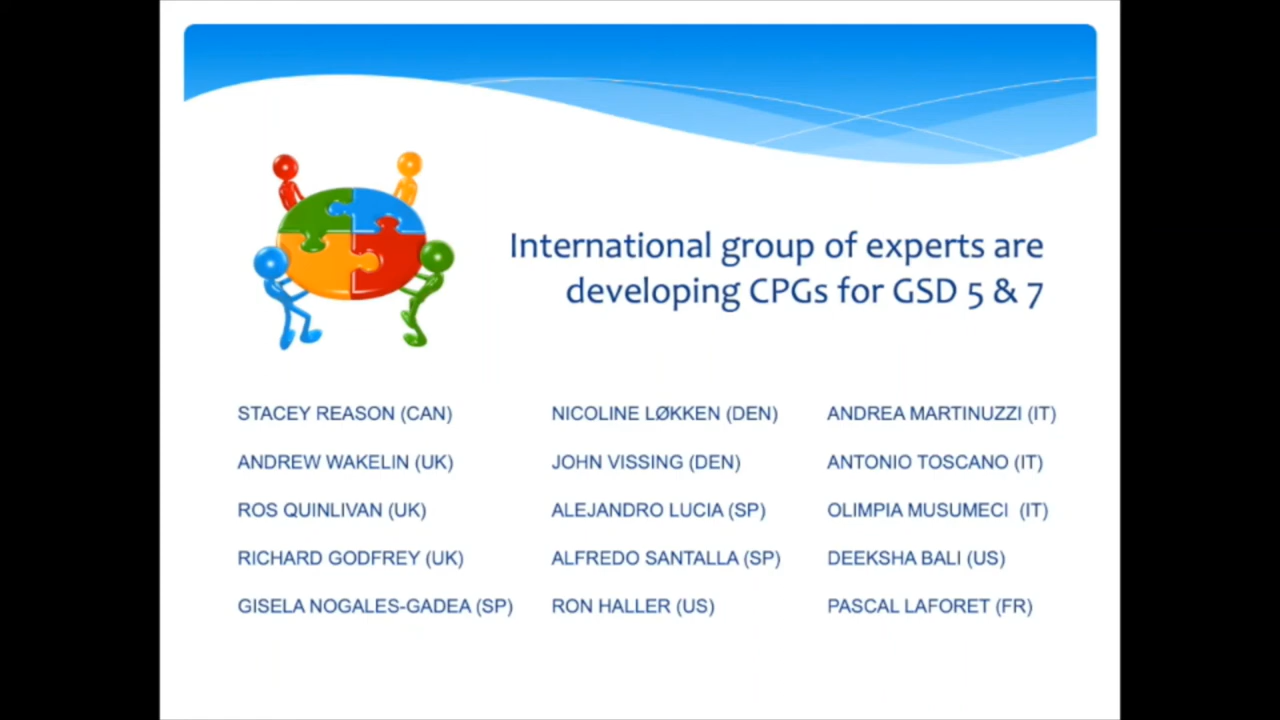 International group of experts are
developing CPGs for GSD 5 & 7
STACEY REASON (CAN)
ANDREW WAKELIN (UK)
ROS QUINLIVAN (UK)
RICHARD GODFREY (UK)
GISELA NOGALES-GADEA (SP)
NICOLINE LØKKEN (DEN)
JOHN VISSING (DEN)
ALEJANDRO LUCIA (SP)
ALFREDO SANTALLA (SP)
RON HALLER (US)
ANDREA MARTINUZZI (IT)
ANTONIO TOSCANO (IT)
OLIMPIA MUSUMECI (IT)
DEEKSHA BALI (US)
PASCAL LAFORET (FR)